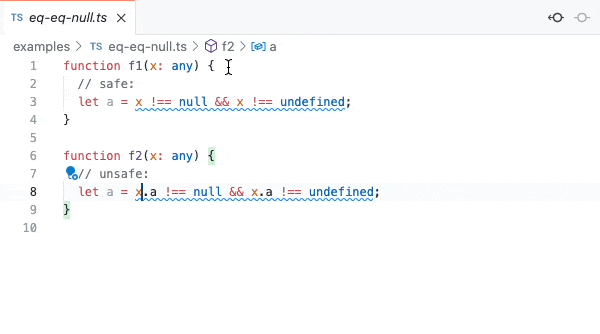 TS eq-eq-null.ts
examples > TS eq-eq-null.ts > f2 > a
1 function f1(x: any) {
2 // safe:
3 let a = x !== null && x !== undefined;
4 }
5
6 function f2(x: any) {
7 // unsafe:
8 let a = x.a !== null && x.a !== undefined;
9 }
10